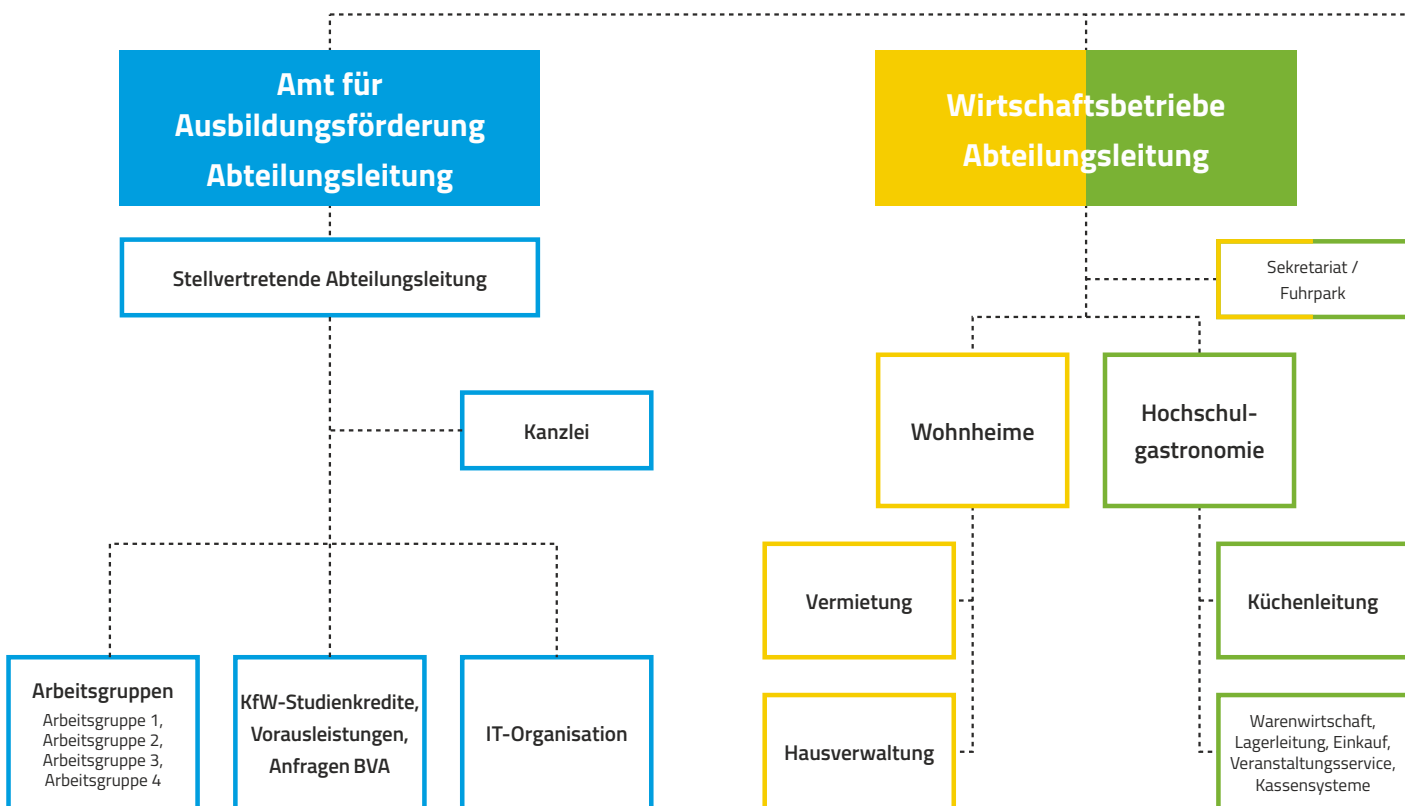 Amt für
Ausbildungsförderung
Abteilungsleitung
Stellvertretende Abteilungsleitung
Kanzlei
Arbeitsgruppen
Arbeitsgruppe 1,
Arbeitsgruppe 2,
Arbeitsgruppe 3,
Arbeitsgruppe 4
KfW-Studienkredite,
Vorausleistungen,
Anfragen BVA
IT-Organisation
Wirtschaftsbetriebe
Abteilungsleitung
Sekretariat /
Fuhrpark
Wohnheime
Vermietung
Hausverwaltung
Hochschul-
gastronomie
Küchenleitung
Warenwirtschaft,
Lagerleitung, Einkauf,
Veranstaltungsservice,
Kassensysteme